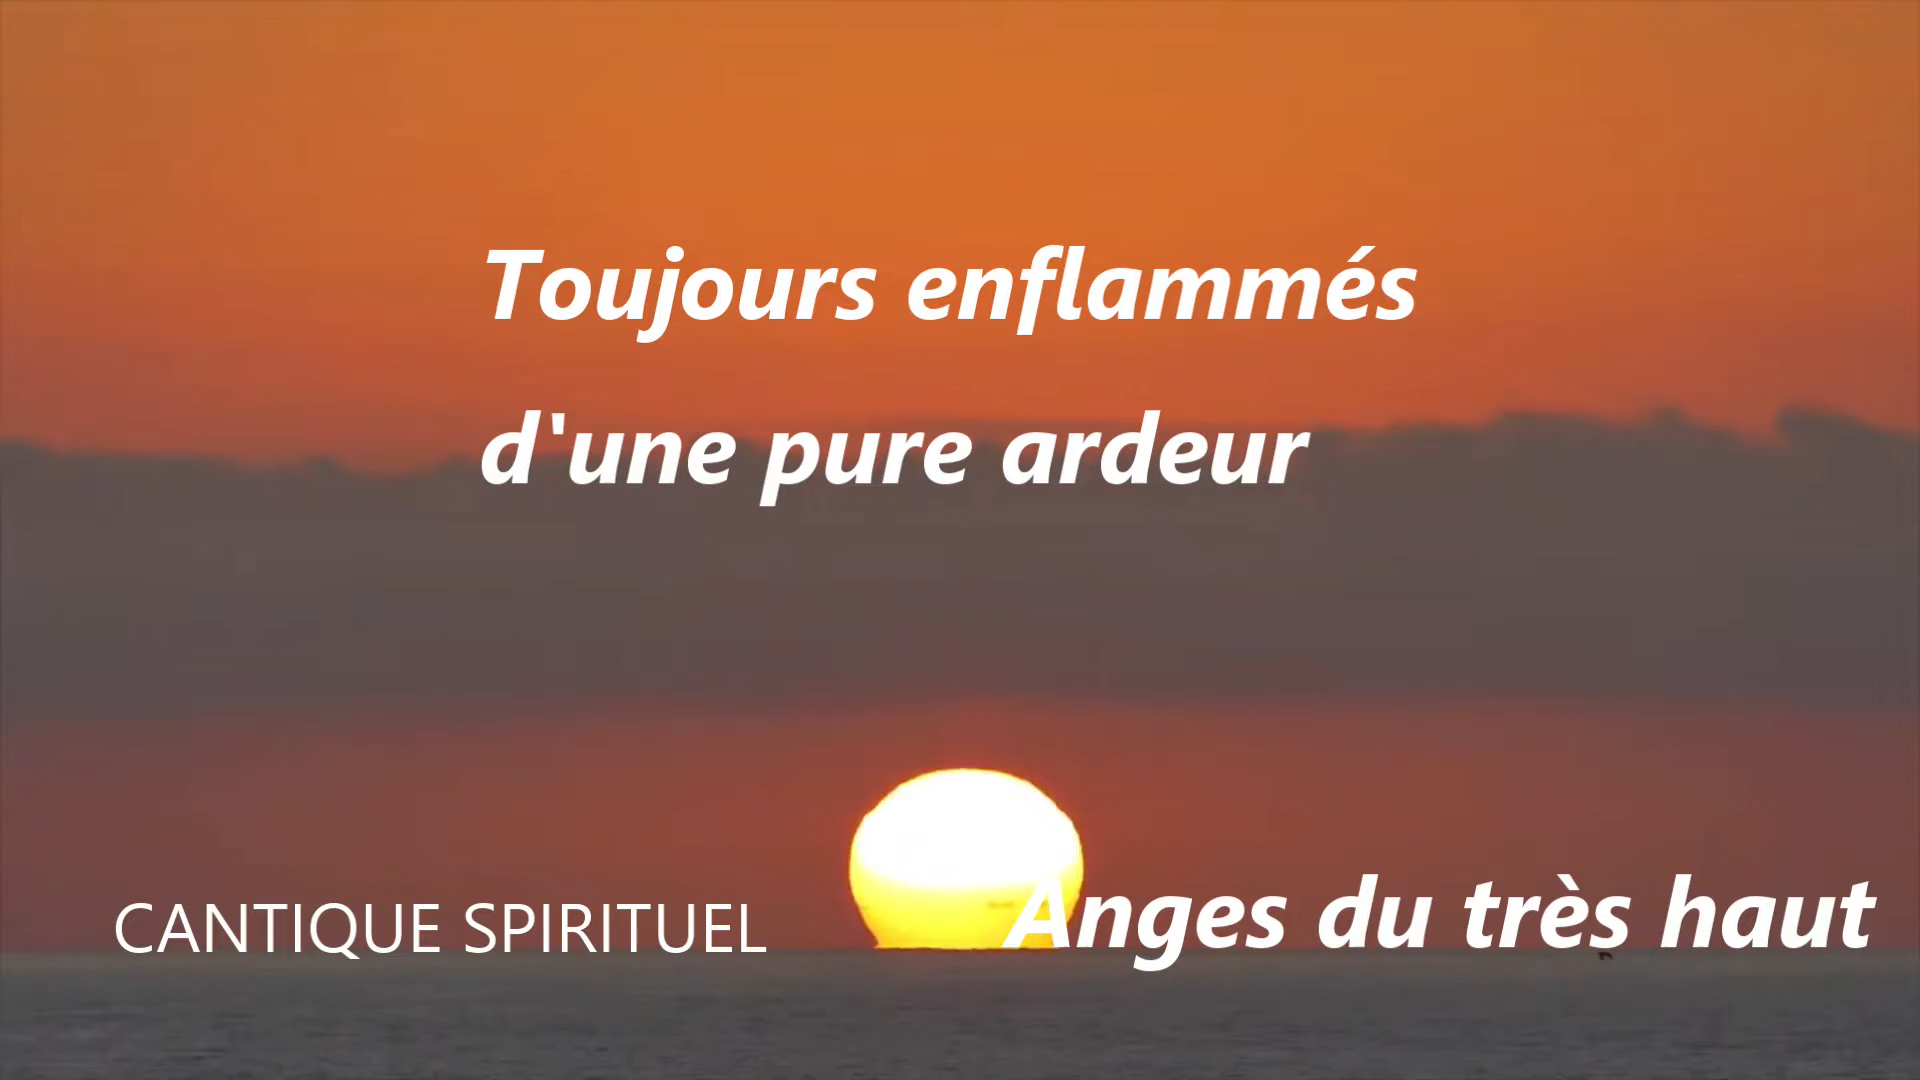 Toujours enflammés
d'une pure ardeur
CANTIQUE SPIRITUEL
Anges du très haut